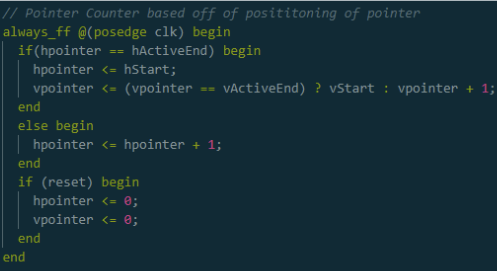 // Pointer Counter based off of posititoning of pointer
always_ff @(posedge clk) begin
  if(hpointer == hActiveEnd) begin
    hpointer <= hStart;
    vpointer <= (vpointer == vActiveEnd) ? vStart : vpointer + 1;
  end
  else begin
    hpointer <= hpointer + 1;
  end
  if (reset) begin
    hpointer <= 0;
    vpointer <= 0;
  end
end